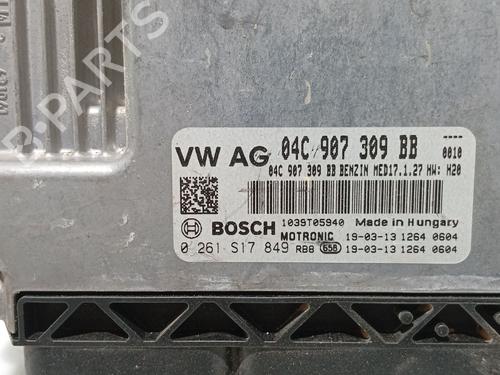 B-PARTS
VW AG 04C 907 309 BB 0010
04C 907 309 BB BENZIN MED17.1.27 HW: H20
BOSCH 1039T05940 Made in Hungary
MOTRONIC 19-03-13 1264 0604
0 261 S17 849 RBB 658 19-03-13 1264 0604